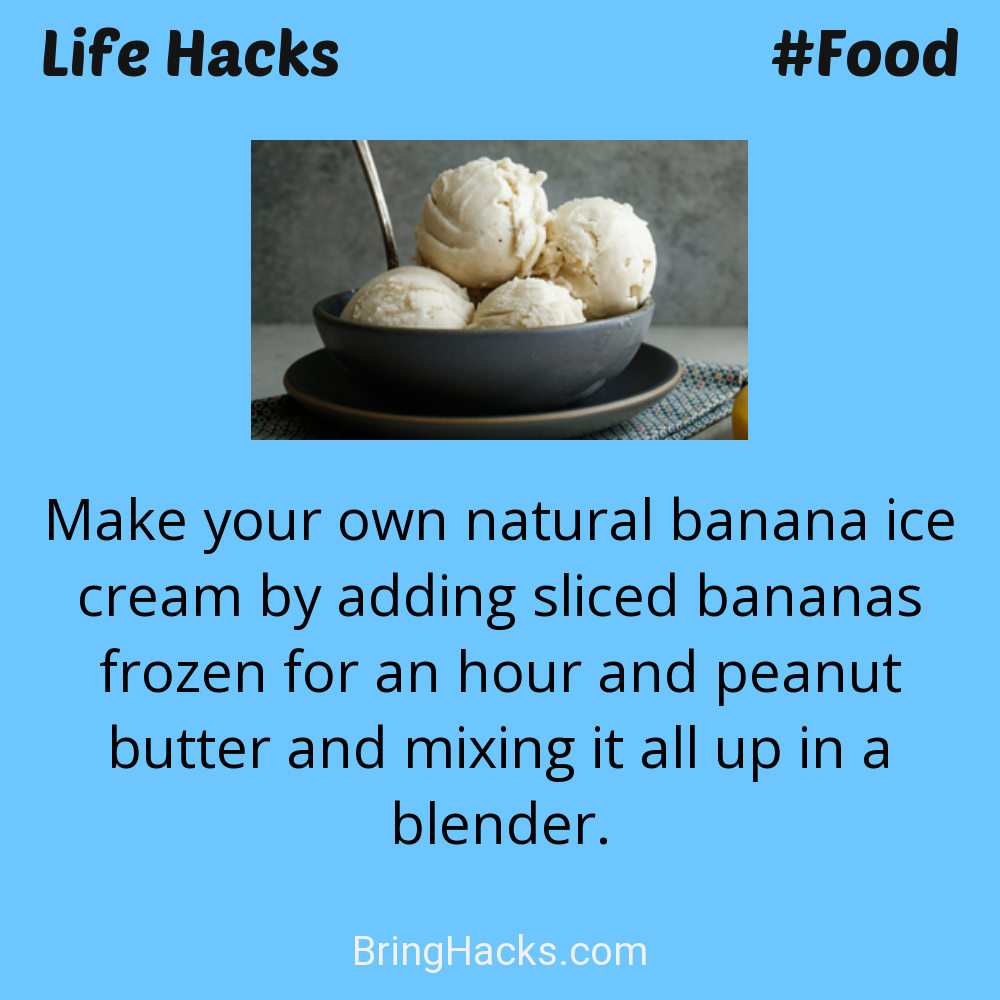 Life Hacks #Food
Make your own natural banana ice
cream by adding sliced bananas
frozen for an hour and peanut
butter and mixing it all up in a
blender.
BringHacks.com